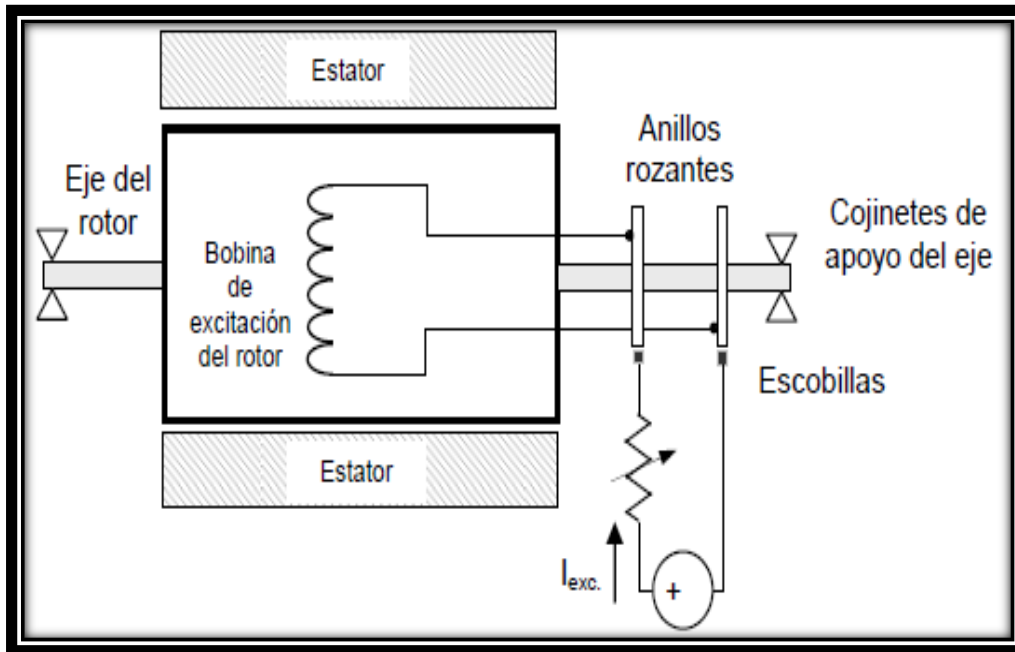 Estator
Anillos
rozantes
Eje del
rotor
Cojinetes de
apoyo del eje
Bobina
de
excitación
del rotor
Escobillas
Estator
Iexc.
+